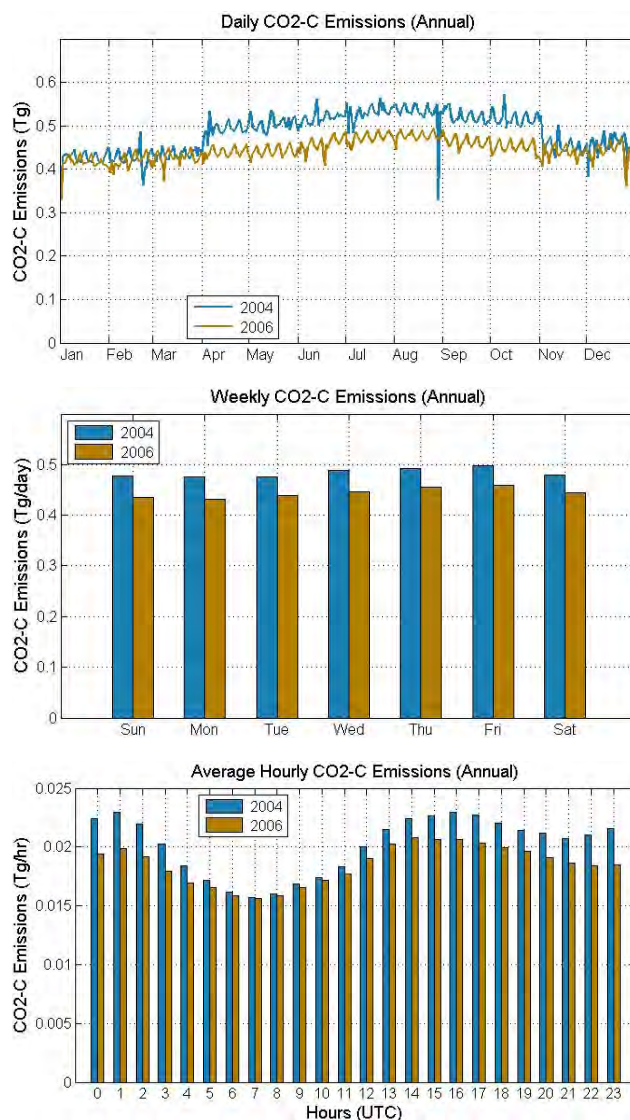 Daily CO2-C Emissions (Annual)
CO2-C Emissions (Tg)
0.6
0.5
0.4
0.3
0.2
0.1
0
2004
2006
Jan Feb Mar Apr May Jun Jul Aug Sep Oct Nov Dec
Weekly CO2-C Emissions (Annual)
CO2-C Emissions (Tg/day)
2004
2006
0.5
0.4
0.3
0.2
0.1
0
Sun Mon Tue Wed Thu Fri Sat
Average Hourly CO2-C Emissions (Annual)
CO2-C Emissions (Tg/hr)
0.025
2004
2006
0.02
0.015
0.01
0.005
0
0 1 2 3 4 5 6 7 8 9 10 11 12 13 14 15 16 17 18 19 20 21 22 23
Hours (UTC)